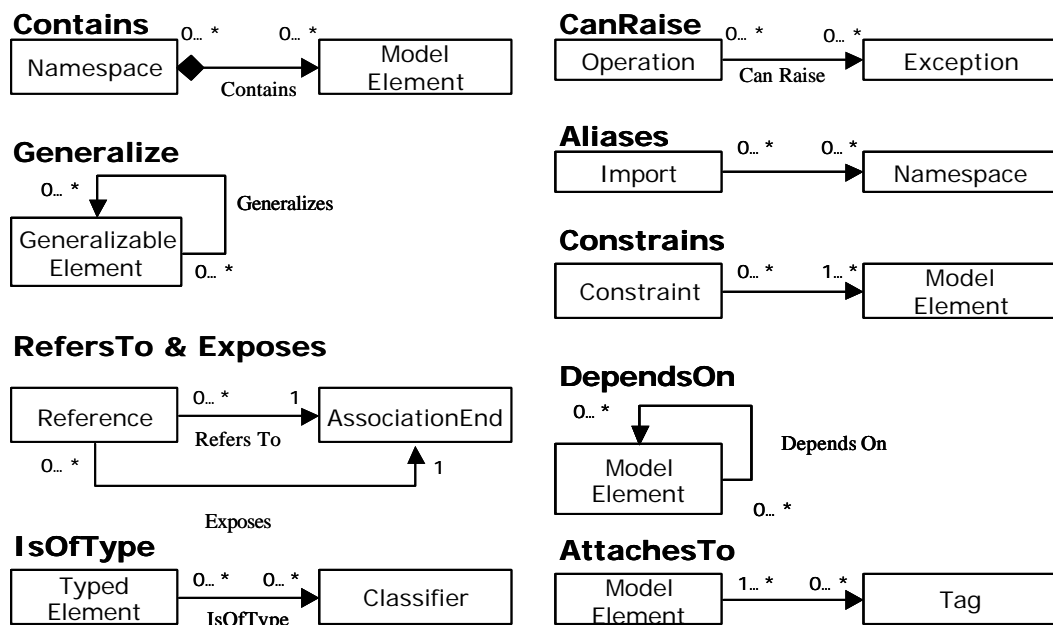 Contains
0... * 0... *
Namespace
Model
Element
Contains
Generalize
0... *
Generalizes
Generalizable
Element
0... *
RefersTo & Exposes
0... * 1
Reference
AssociationEnd
Refers To
0... * 1
Exposes
IsOfType
Typed
Element
0... * 0... *
Classifier
IsOfType
CanRaise
0... * 0... *
Operation
Exception
Can Raise
Aliases
0... * 0... *
Import
Namespace
Constrains
0... * 1... *
Constraint
Model
Element
DependsOn
0... *
Depends On
Model
Element
0... *
AttachesTo
Model
Element
1... * 0... *
Tag